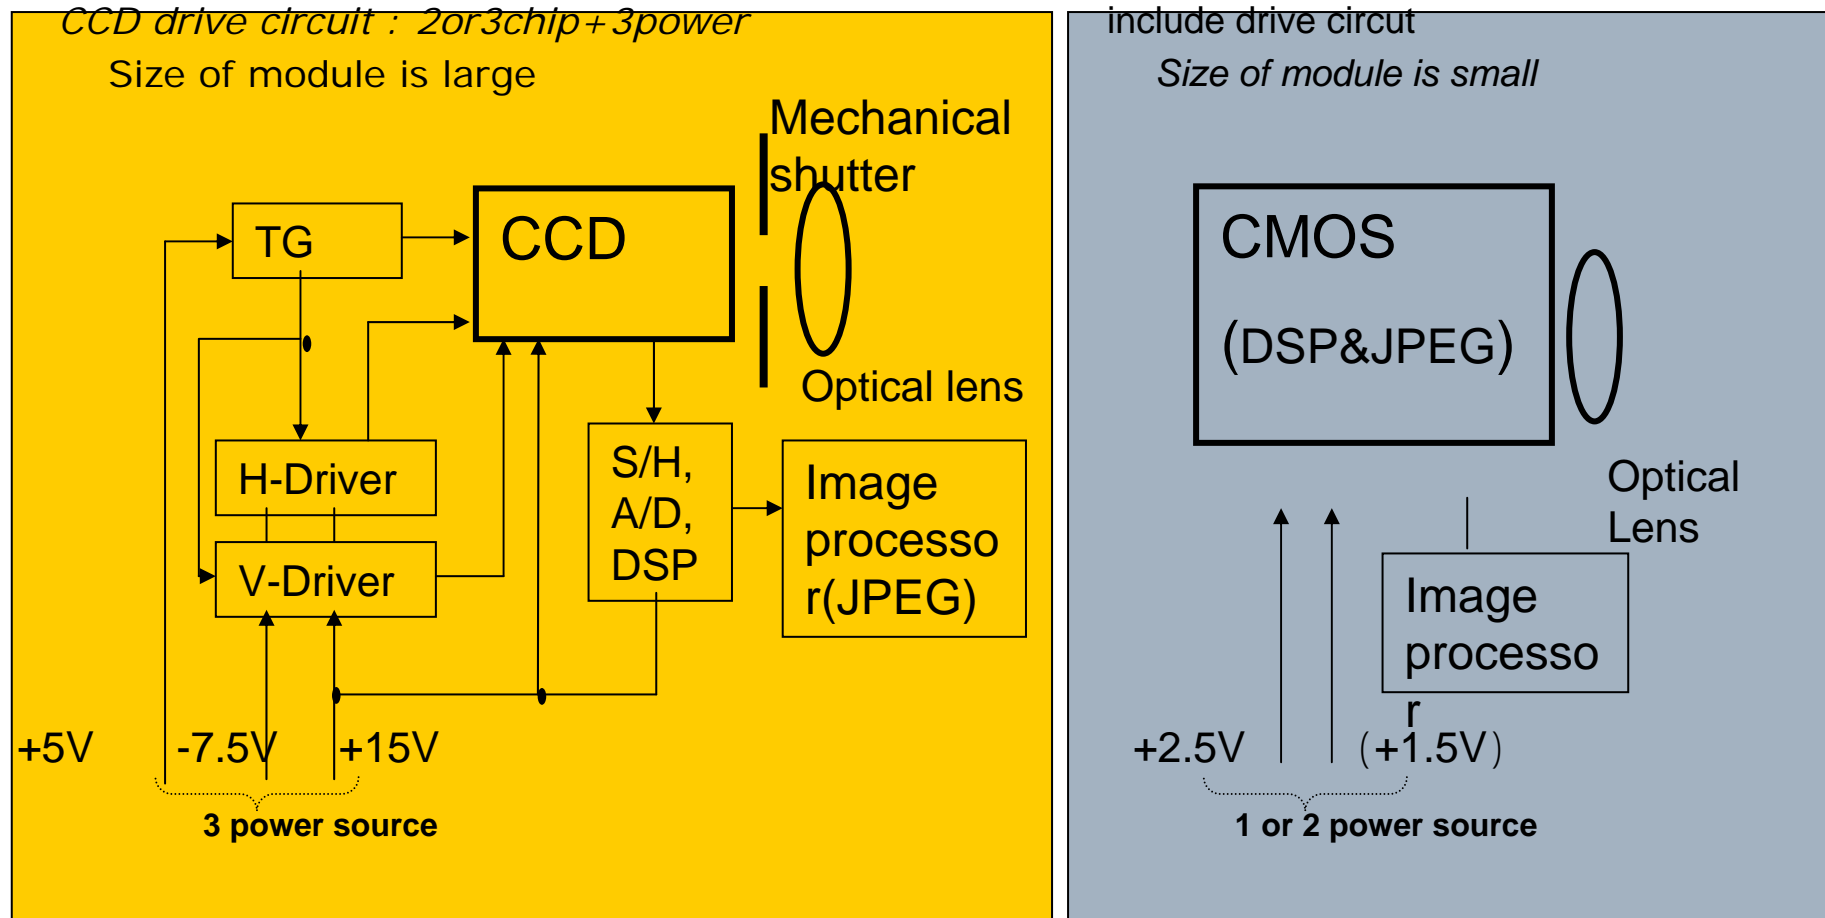 CCD drive circuit : 2or3chip+3power
Size of module is large
Mechanical
shutter
TG
CCD
Optical lens
H-Driver
V-Driver
S/H,
A/D,
DSP
Image
processo
r(JPEG)
+5V
-7.5V
+15V
3 power source
include drive circut
Size of module is small
CMOS
(DSP&JPEG)
Optical
Lens
Image
processo
r
+2.5V
(+1.5V)
1 or 2 power source